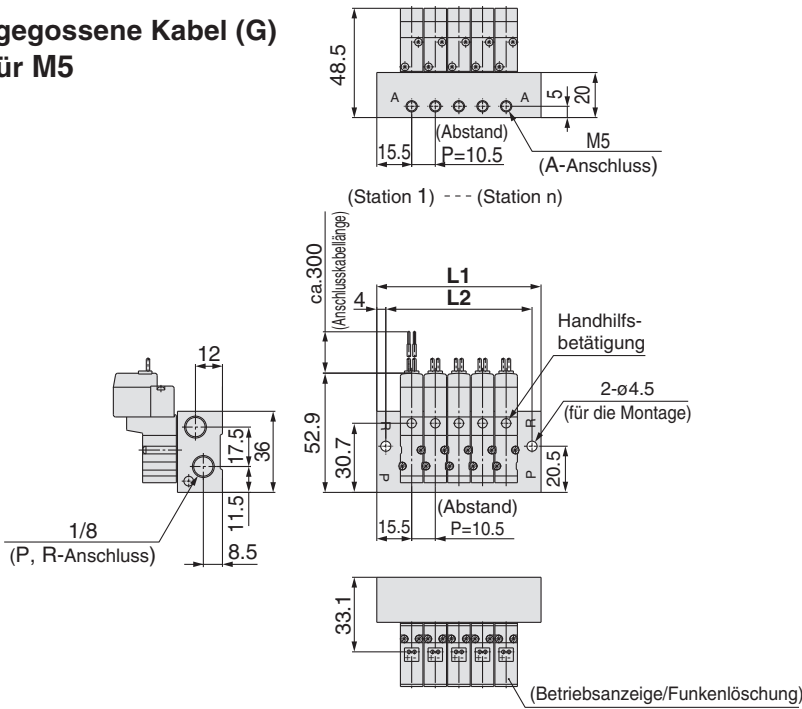 gegossene Kabel (G)
ür M5
48.5
A
A
5
20
(Abstand)
15.5
P=10.5
M5
(A-Anschluss)
(Station 1) --- (Station n)
ca.300
(Anschlusskabellänge)
L1
4
L2
Handhilfs-
betätigung
12
2-ø4.5
(für die Montage)
52.9
30.7
R
R
17.5
36
20.5
P
P
11.5
(Abstand)
1/8
15.5
P=10.5
(P, R-Anschluss)
8.5
33.1
(Betriebsanzeige/Funkenlöschung)